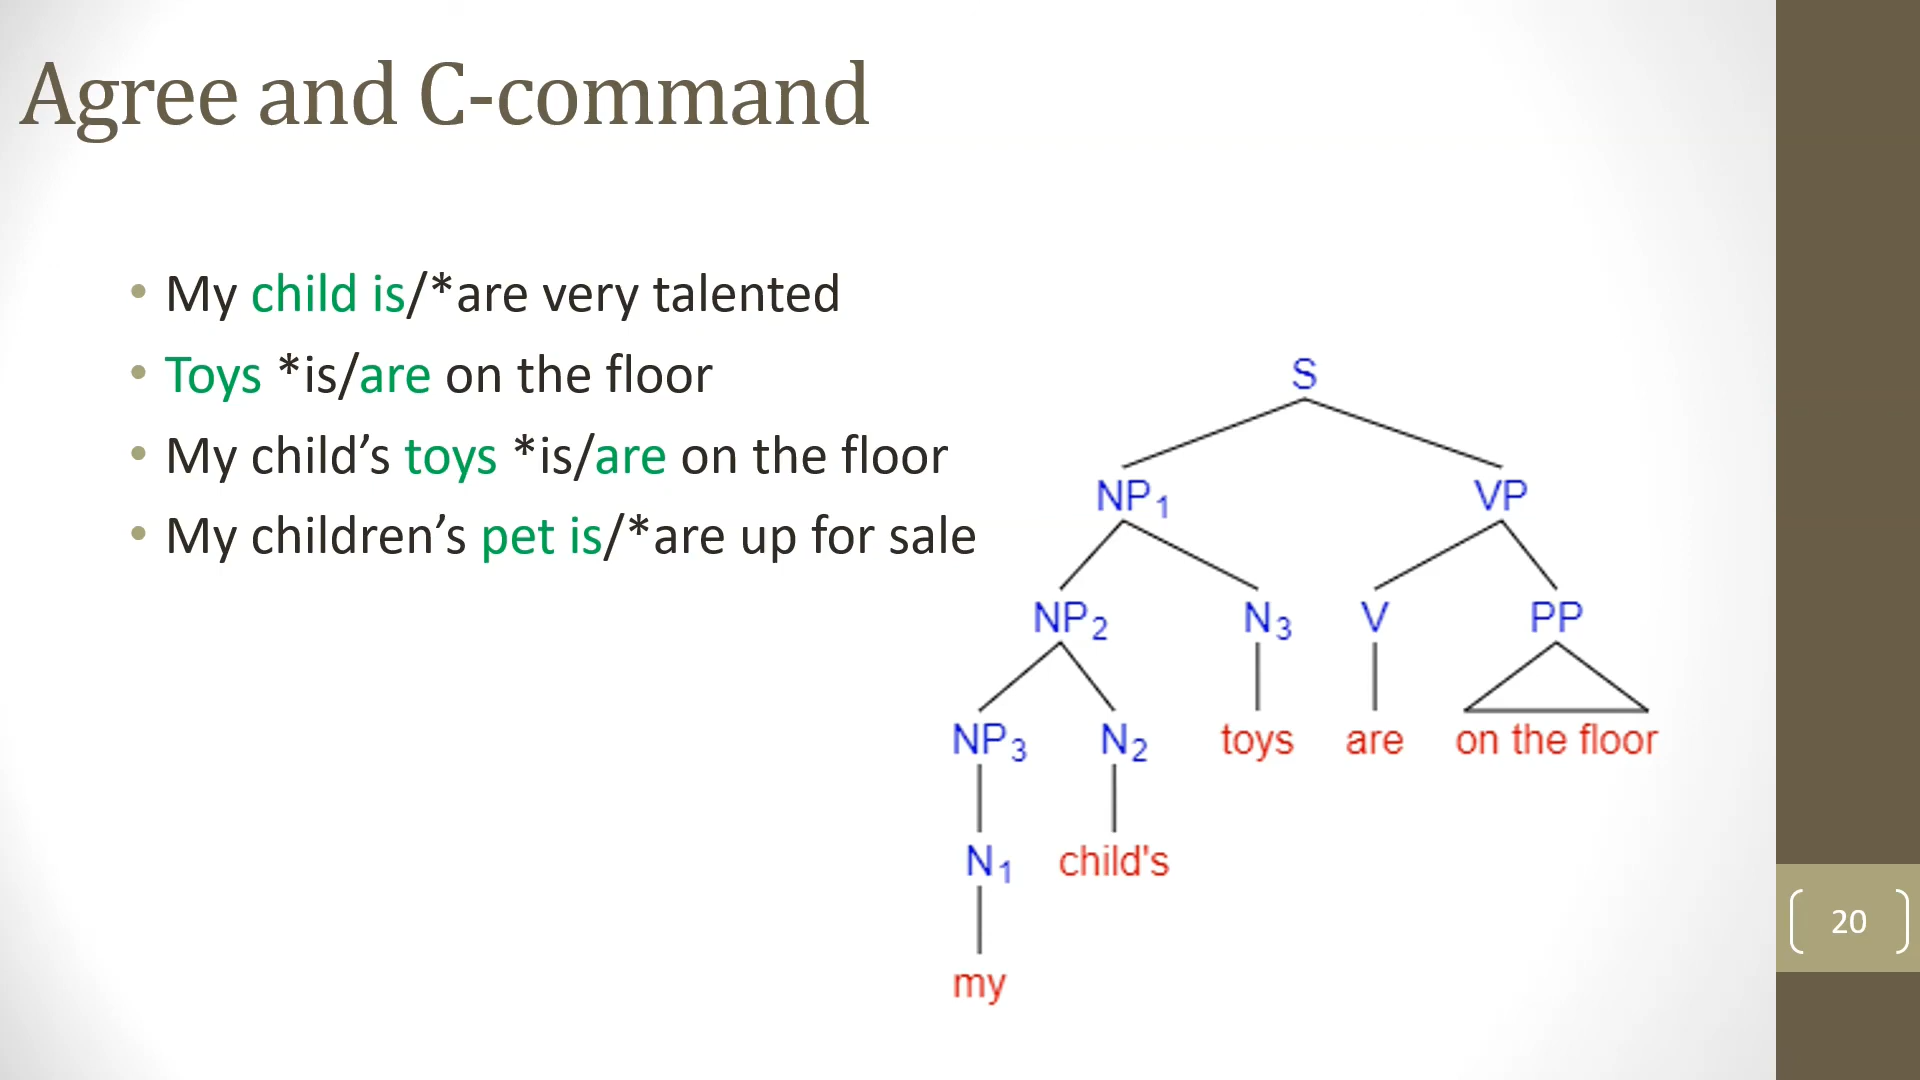 Agree and C-command
• My child is/*are very talented
• Toys *is/are on the floor
• My child’s toys *is/are on the floor
• My children’s pet is/*are up for sale
S
NP1 VP
NP2 N3 V PP
NP3 N2 toys are on the floor
N1 child's
my
20